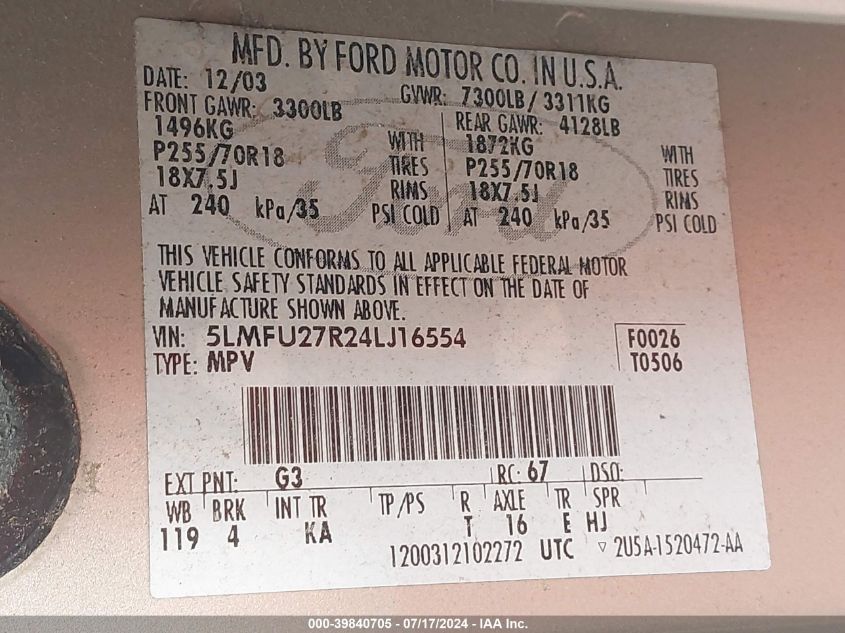 MFD. BY FORD MOTOR CO. IN U.S.A.
DATE: 12/03 GVWR: 7300LB / 3311KG
FRONT GAWR: 3300LB REAR GAWR: 4128LB
1496KG WITH 1872KG WITH
P255/70R18 TIRES P255/70R18 TIRES
18X7.5J RIMS 18X7.5J RIMS
AT 240 kPa/35 PSI COLD AT 240 kPa/35 PSI COLD
Ford
THIS VEHICLE CONFORMS TO ALL APPLICABLE FEDERAL MOTOR
VEHICLE SAFETY STANDARDS IN EFFECT ON THE DATE OF
MANUFACTURE SHOWN ABOVE.
VIN: 5LMFU27R24LJ16554 F0026
TYPE: MPV T0506
EXT PNT: G3 RC: 67 DSO:
WB BRK INT TR TP/PS R AXLE TR SPR
119 4 KA T 16 E HJ
1200312102272 UTC ▽ 2U5A-1520472-AA
000-39840705 - 07/17/2024 - IAA Inc.